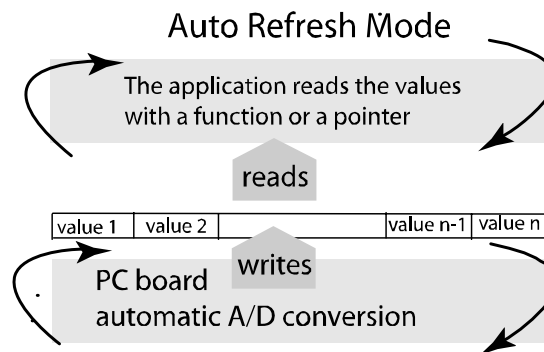 Auto Refresh Mode
The application reads the values
with a function or a pointer
reads
value 1 value 2 value n-1 value n
writes
PC board
automatic A/D conversion